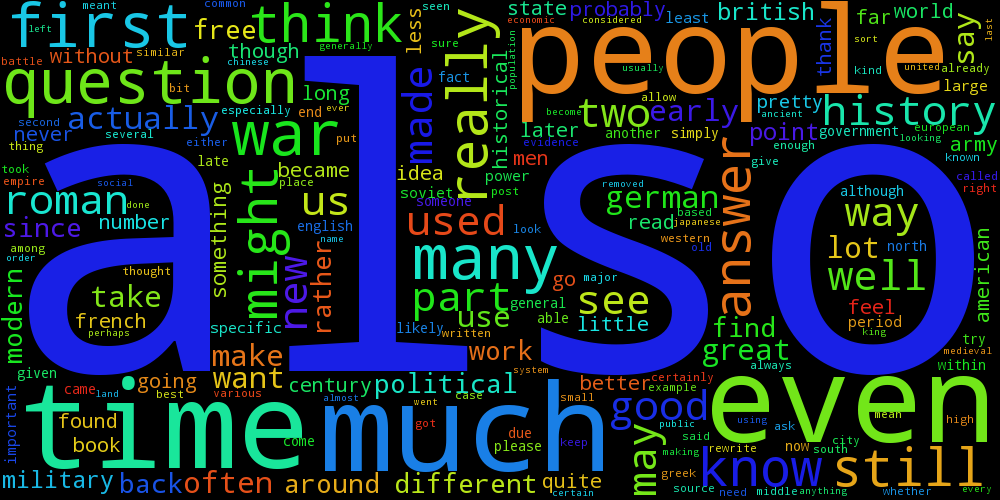 first
meant
common
free
think
without
similar
left
battle
chinese
though
generally
question
bit
less
seen
sure
fact
really
state
economic
probably
considered
least
british
far
world
say
last
population
people
thank
sort
kind
usually
united
already
large
long
made
historical
second
actually
especially
end
ever
never
several
either
war
put
thing
late
became
place
idea
men
later
two
early
allow
become
another
simply
evidence
pretty
ancient
history
point
government
european
looking
enough
army
known
give
took
empire
social
also
power
soviet
someone
post
removed
german
based
read
japanese
western
old
answer
called
right
although
way
roman
done
something
might
us
since
number
english
name
used
look
among
order
new
rather
many
go
major
see
lot
north
well
american
modern
thought
take
french
perhaps
part
general
use
able
little
feel
period
king
specific
likely
written
find
great
try
medieval
always
within
make
work
system
given
came
land
going
best
various
want
century
political
case
small
better
certainly
example
time
almost
went
much
got
important
found
book
come
due
please
keep
good
public
said
using
ask
even
mean
high
may
making
rewrite
now
city
south
know
still
greek
source
need
middle
anything
whether
every
military
back
often
around
different
quite
certain